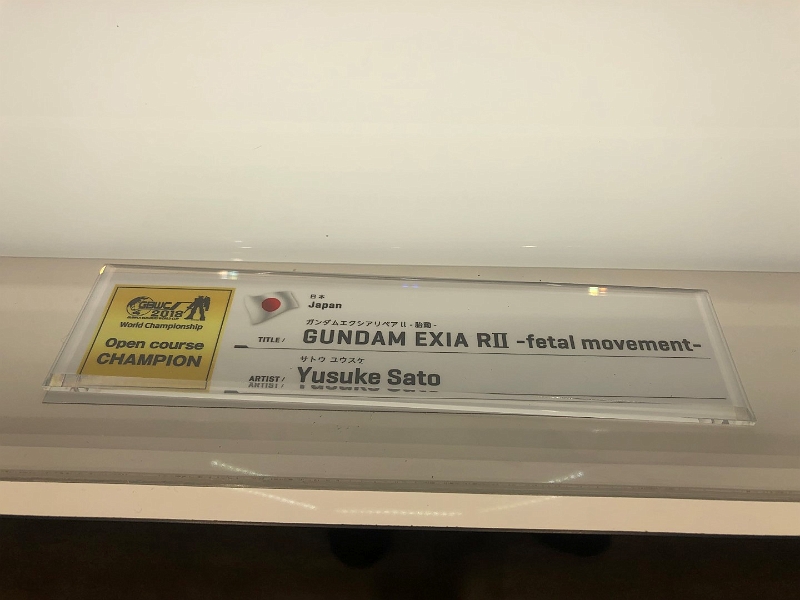 GBWC
2018
World Championship
Open course
CHAMPION
日本
Japan
ガンダムエクシアリペアII -胎動-
TITLE / GUNDAM EXIA RII -fetal movement-
サトウ ユウスケ
ARTIST / Yusuke Sato